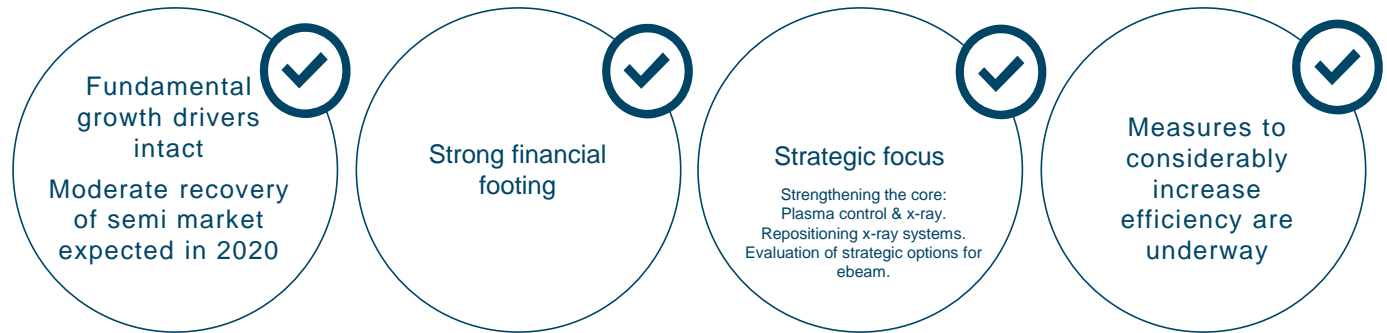 Fundamental
growth drivers
intact
Moderate recovery
of semi market
expected in 2020
Strong financial
footing
Strategic focus
Strengthening the core:
Plasma control & x-ray.
Repositioning x-ray systems.
Evaluation of strategic options for
ebeam.
Measures to
considerably
increase
efficiency are
underway